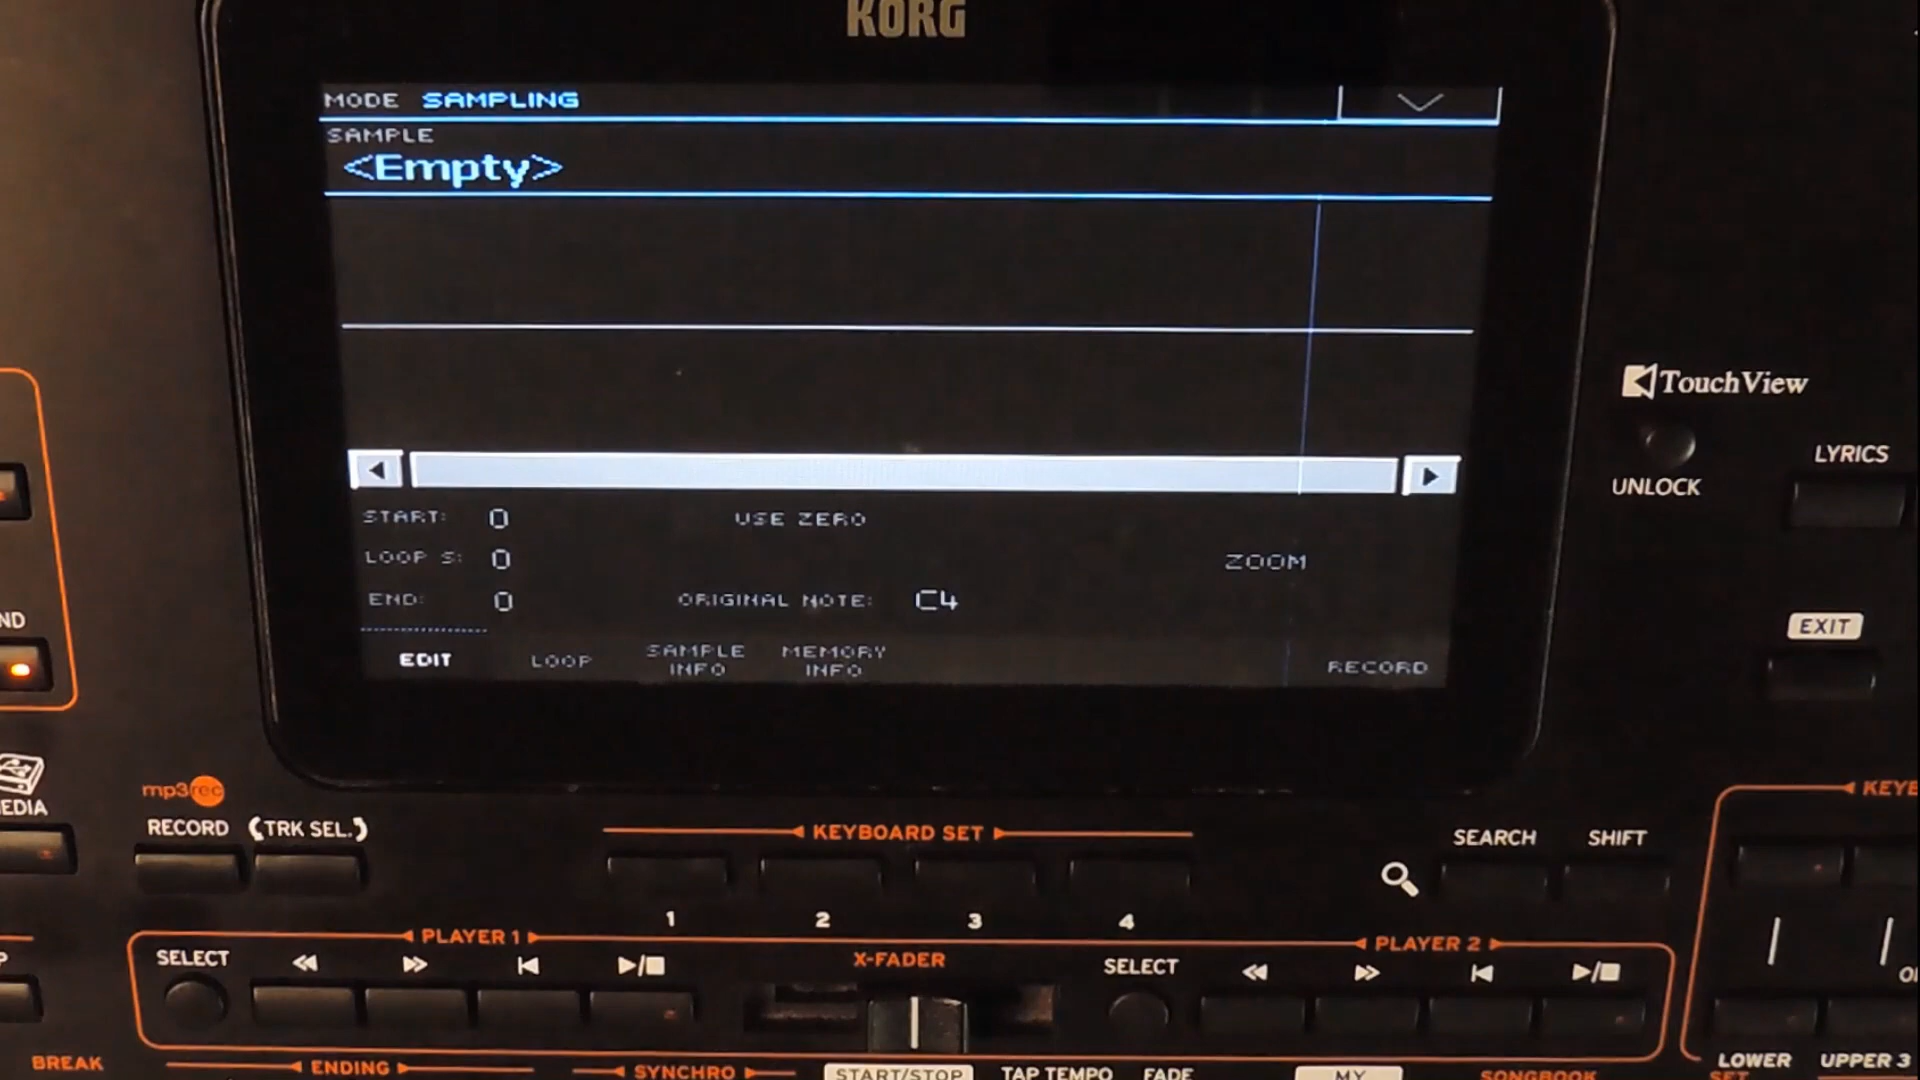 KORG
MODE SAMPLING
SAMPLE
<Empty>
TouchView
UNLOCK
LYRICS
START: 0
USE ZERO
LOOP S: 0
ZOOM
END: 0
ORIGINAL NOTE: C4
EXIT
EDIT
LOOP
SAMPLE INFO
MEMORY INFO
RECORD
mp3rec
RECORD
TRK SEL.
KEYBOARD SET
SEARCH
SHIFT
1
2
3
4
PLAYER 1
PLAYER 2
SELECT
X-FADER
SELECT
BREAK
ENDING
SYNCHRO
START/STOP
TAP TEMPO
FADE
MY
SONGBOOK
LOWER
UPPER 3
SET